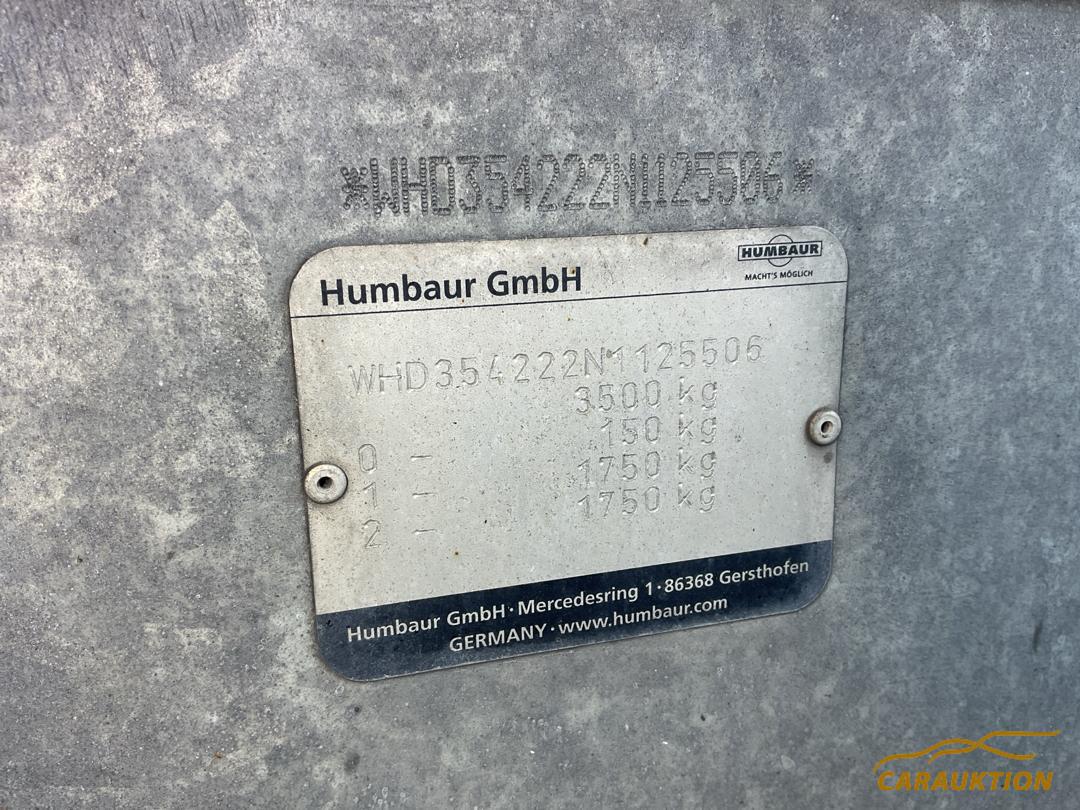 *WHD354222N1125506*
HUMBAUR
MACHT'S MÖGLICH
Humbaur GmbH
WHD354222N1125506
3500 kg
0 - 150 kg
1 - 1750 kg
2 - 1750 kg
Humbaur GmbH · Mercedesring 1 · 86368 Gersthofen
GERMANY · www.humbaur.com
CARAUKTION